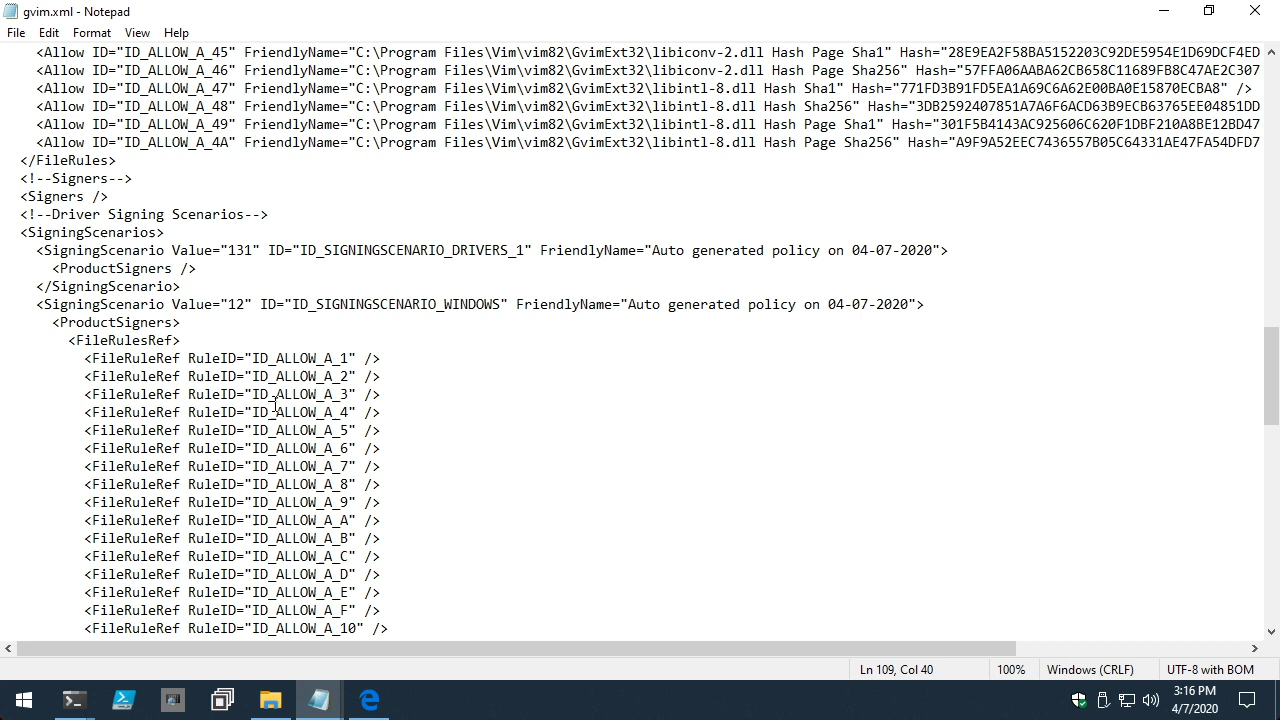 gvim.xml - Notepad
File Edit Format View Help
<Allow ID="ID_ALLOW_A_45" FriendlyName="C:\Program Files\Vim\vim82\GvimExt32\libiconv-2.dll Hash Page Sha1" Hash="28E9EA2F58BA5152203C92DE5954E1D69DCF4ED
<Allow ID="ID_ALLOW_A_46" FriendlyName="C:\Program Files\Vim\vim82\GvimExt32\libiconv-2.dll Hash Page Sha256" Hash="57FFA06AABA62CB658C11689FB8C47AE2C307
<Allow ID="ID_ALLOW_A_47" FriendlyName="C:\Program Files\Vim\vim82\GvimExt32\libintl-8.dll Hash Sha1" Hash="771FD3B91FD5EA1A69C6A62E00BA0E15870ECBA8" />
<Allow ID="ID_ALLOW_A_48" FriendlyName="C:\Program Files\Vim\vim82\GvimExt32\libintl-8.dll Hash Sha256" Hash="3DB2592407851A7A6F6ACD63B9ECB63765EE04851DD
<Allow ID="ID_ALLOW_A_49" FriendlyName="C:\Program Files\Vim\vim82\GvimExt32\libintl-8.dll Hash Page Sha1" Hash="301F5B4143AC925606C620F1DBF210A8BE12BD47
<Allow ID="ID_ALLOW_A_4A" FriendlyName="C:\Program Files\Vim\vim82\GvimExt32\libintl-8.dll Hash Page Sha256" Hash="A9F9A52EEC7436557B05C64331AE47FA54DFD7
</FileRules>
<!--Signers-->
<Signers />
<!--Driver Signing Scenarios-->
<SigningScenarios>
<SigningScenario Value="131" ID="ID_SIGNINGSCENARIO_DRIVERS_1" FriendlyName="Auto generated policy on 04-07-2020">
<ProductSigners />
</SigningScenario>
<SigningScenario Value="12" ID="ID_SIGNINGSCENARIO_WINDOWS" FriendlyName="Auto generated policy on 04-07-2020">
<ProductSigners>
<FileRulesRef>
<FileRuleRef RuleID="ID_ALLOW_A_1" />
<FileRuleRef RuleID="ID_ALLOW_A_2" />
<FileRuleRef RuleID="ID_ALLOW_A_3" />
<FileRuleRef RuleID="ID_ALLOW_A_4" />
<FileRuleRef RuleID="ID_ALLOW_A_5" />
<FileRuleRef RuleID="ID_ALLOW_A_6" />
<FileRuleRef RuleID="ID_ALLOW_A_7" />
<FileRuleRef RuleID="ID_ALLOW_A_8" />
<FileRuleRef RuleID="ID_ALLOW_A_9" />
<FileRuleRef RuleID="ID_ALLOW_A_A" />
<FileRuleRef RuleID="ID_ALLOW_A_B" />
<FileRuleRef RuleID="ID_ALLOW_A_C" />
<FileRuleRef RuleID="ID_ALLOW_A_D" />
<FileRuleRef RuleID="ID_ALLOW_A_E" />
<FileRuleRef RuleID="ID_ALLOW_A_F" />
<FileRuleRef RuleID="ID_ALLOW_A_10" />
Ln 109, Col 40 100% Windows (CRLF) UTF-8 with BOM
3:16 PM
4/7/2020